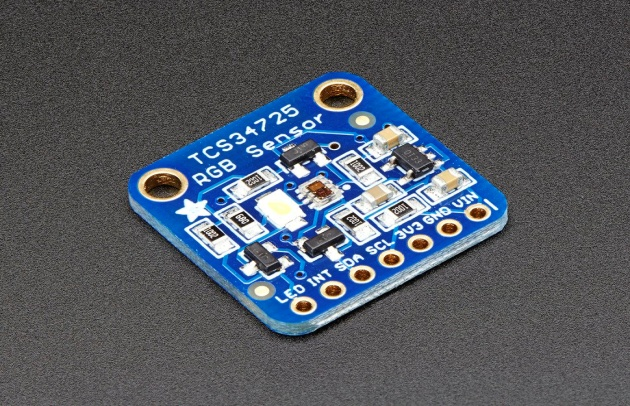 TCS34725
RGB Sensor
LED INT SDA SCL 3V3 GND VIN